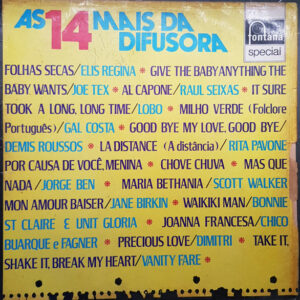 AS 14 MAIS DA
DIFUSORA
fontana
special
FOLHAS SECAS/ELIS REGINA * GIVE THE BABY ANYTHING THE
BABY WANTS/JOE TEX * AL CAPONE/RAUL SEIXAS * IT SURE
TOOK A LONG, LONG TIME/LOBO * MILHO VERDE (Folclore
Português)/GAL COSTA * GOOD BYE MY LOVE, GOOD BYE/
DEMIS ROUSSOS * LA DISTANCE (A distância)/RITA PAVONE
POR CAUSA DE VOCÊ, MENINA * CHOVE CHUVA * MAS QUE
NADA/JORGE BEN * MARIA BETHANIA/SCOTT WALKER
MON AMOUR BAISER/JANE BIRKIN * WAIKIKI MAN/BONNIE
ST CLAIRE E UNIT GLORIA * JOANNA FRANCESA/CHICO
BUARQUE e FAGNER * PRECIOUS LOVE/DIMITRI * TAKE IT,
SHAKE IT, BREAK MY HEART/VANITY FARE *